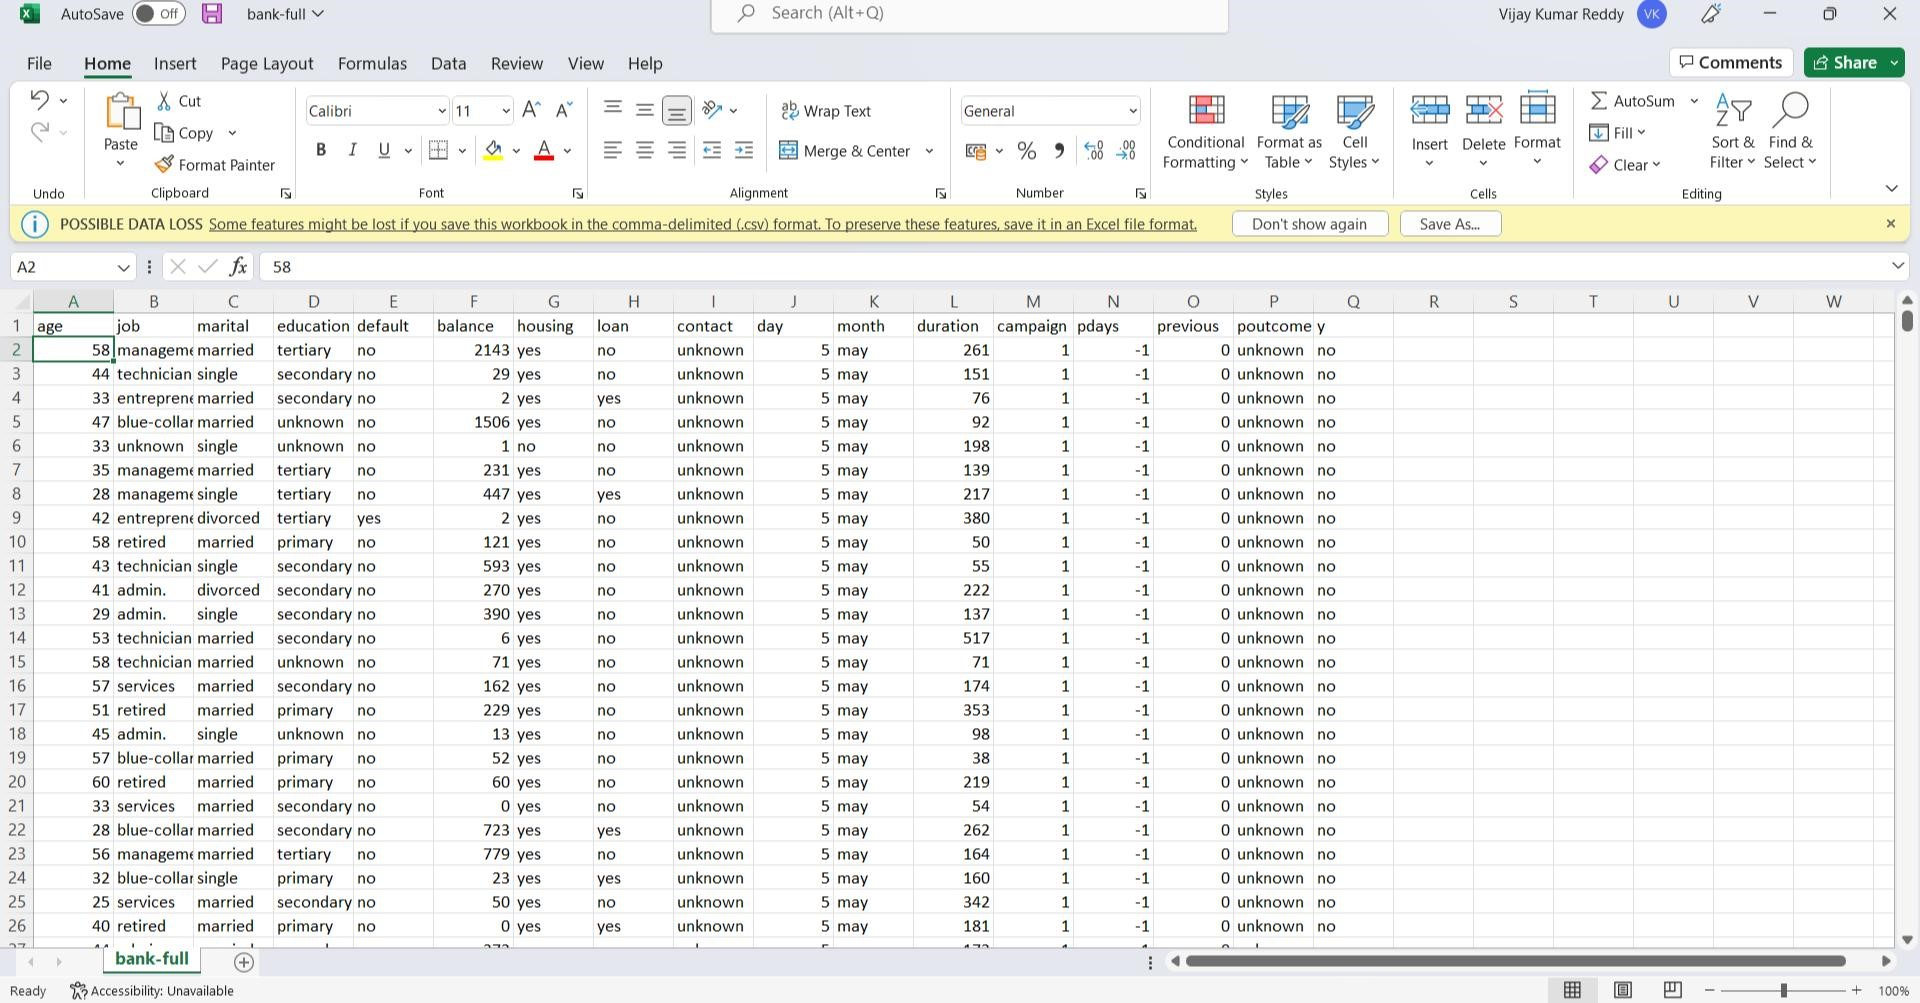 AutoSave Off bank-full Search (Alt+Q) Vijay Kumar Reddy VK
File Home Insert Page Layout Formulas Data Review View Help Comments Share
Paste Cut Copy Format Painter
Calibri 11 A A B I U A
ab Wrap Text Merge & Center
General % 9
Conditional Formatting Format as Table Cell Styles
Insert Delete Format
AutoSum Fill Clear Sort & Filter Find & Select
Undo Clipboard Font Alignment Number Styles Cells Editing
POSSIBLE DATA LOSS Some features might be lost if you save this workbook in the comma-delimited (.csv) format. To preserve these features, save it in an Excel file format. Don't show again Save As...
A2 fx 58
A B C D E F G H I J K L M N O P Q R S T U V W
1 age job marital education default balance housing loan contact day month duration campaign pdays previous poutcome y
2 58 manageme married tertiary no 2143 yes no unknown 5 may 261 1 -1 0 unknown no
3 44 technician single secondary no 29 yes no unknown 5 may 151 1 -1 0 unknown no
4 33 entreprene married secondary no 2 yes yes unknown 5 may 76 1 -1 0 unknown no
5 47 blue-collar married unknown no 1506 yes no unknown 5 may 92 1 -1 0 unknown no
6 33 unknown single unknown no 1 no no unknown 5 may 198 1 -1 0 unknown no
7 35 manageme married tertiary no 231 yes no unknown 5 may 139 1 -1 0 unknown no
8 28 manageme single tertiary no 447 yes yes unknown 5 may 217 1 -1 0 unknown no
9 42 entreprene divorced tertiary yes 2 yes no unknown 5 may 380 1 -1 0 unknown no
10 58 retired married primary no 121 yes no unknown 5 may 50 1 -1 0 unknown no
11 43 technician single secondary no 593 yes no unknown 5 may 55 1 -1 0 unknown no
12 41 admin. divorced secondary no 270 yes no unknown 5 may 222 1 -1 0 unknown no
13 29 admin. single secondary no 390 yes no unknown 5 may 137 1 -1 0 unknown no
14 53 technician married secondary no 6 yes no unknown 5 may 517 1 -1 0 unknown no
15 58 technician married unknown no 71 yes no unknown 5 may 71 1 -1 0 unknown no
16 57 services married secondary no 162 yes no unknown 5 may 174 1 -1 0 unknown no
17 51 retired married primary no 229 yes no unknown 5 may 353 1 -1 0 unknown no
18 45 admin. single unknown no 13 yes no unknown 5 may 98 1 -1 0 unknown no
19 57 blue-collar married primary no 52 yes no unknown 5 may 38 1 -1 0 unknown no
20 60 retired married primary no 60 yes no unknown 5 may 219 1 -1 0 unknown no
21 33 services married secondary no 0 yes no unknown 5 may 54 1 -1 0 unknown no
22 28 blue-collar married secondary no 723 yes yes unknown 5 may 262 1 -1 0 unknown no
23 56 manageme married tertiary no 779 yes no unknown 5 may 164 1 -1 0 unknown no
24 32 blue-collar single primary no 23 yes yes unknown 5 may 160 1 -1 0 unknown no
25 25 services married secondary no 50 yes no unknown 5 may 342 1 -1 0 unknown no
26 40 retired married primary no 0 yes yes unknown 5 may 181 1 -1 0 unknown no
bank-full
Ready Accessibility: Unavailable 100%